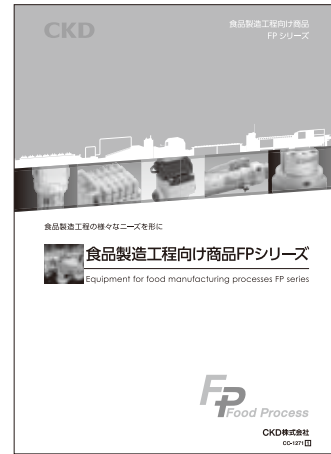 CKD
食品製造工程向け商品
FP シリーズ
食品製造工程の様々なニーズを形に
食品製造工程向け商品FPシリーズ
Equipment for food manufacturing processes FP series
FP
Food Process
CKD株式会社
CC-1271 1